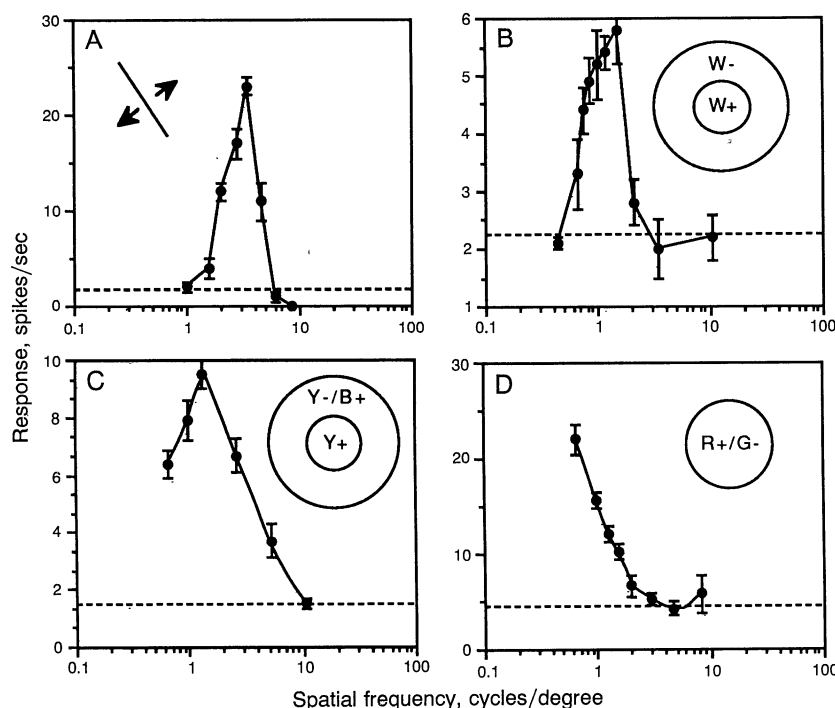 A
30
20
10
0
0.1 1 10 100
B
W-
W+
6
5
4
3
2
1
0.1 1 10 100
Response, spikes/sec
C
Y-/B+
Y+
10
8
6
4
2
0
0.1 1 10 100
D
R+/G-
30
20
10
0
0.1 1 10 100
Spatial frequency, cycles/degree